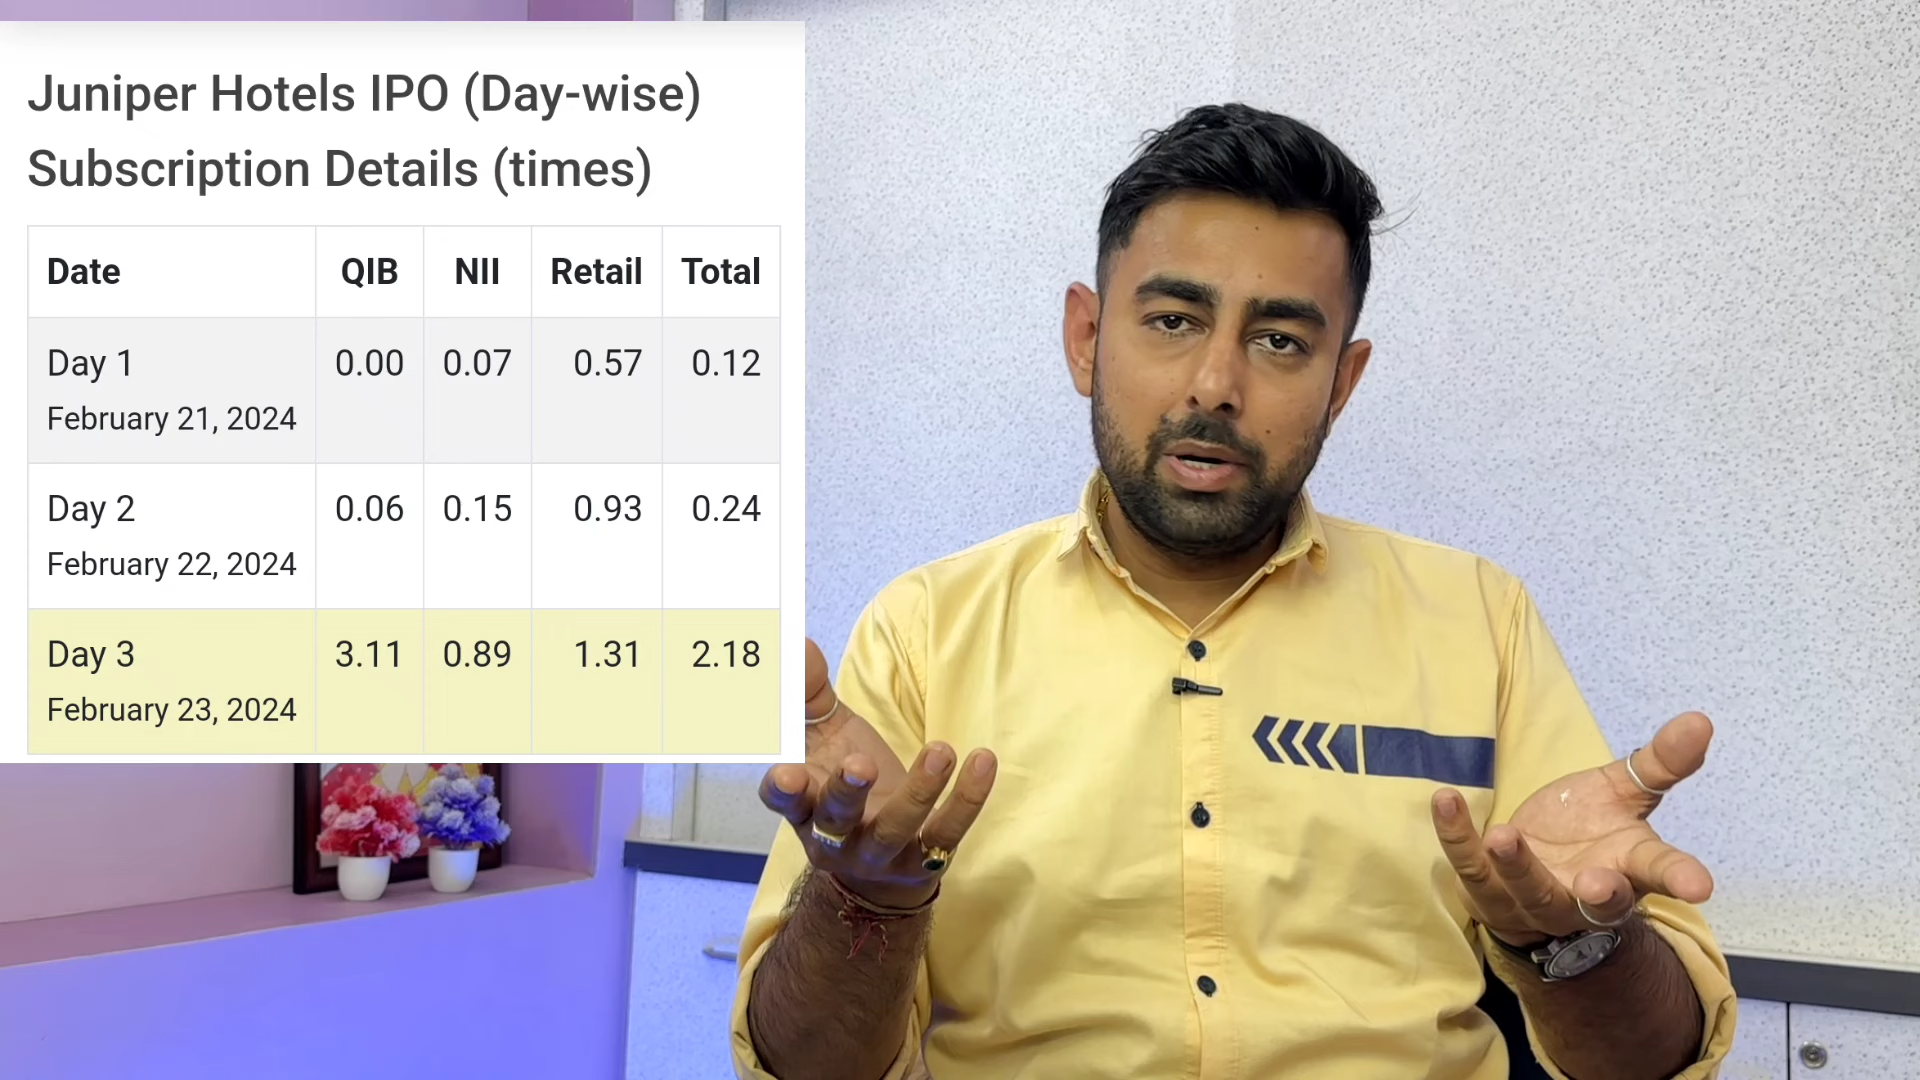 Juniper Hotels IPO (Day-wise)
Subscription Details (times)
Date QIB NII Retail Total
Day 1 0.00 0.07 0.57 0.12
February 21, 2024
Day 2 0.06 0.15 0.93 0.24
February 22, 2024
Day 3 3.11 0.89 1.31 2.18
February 23, 2024